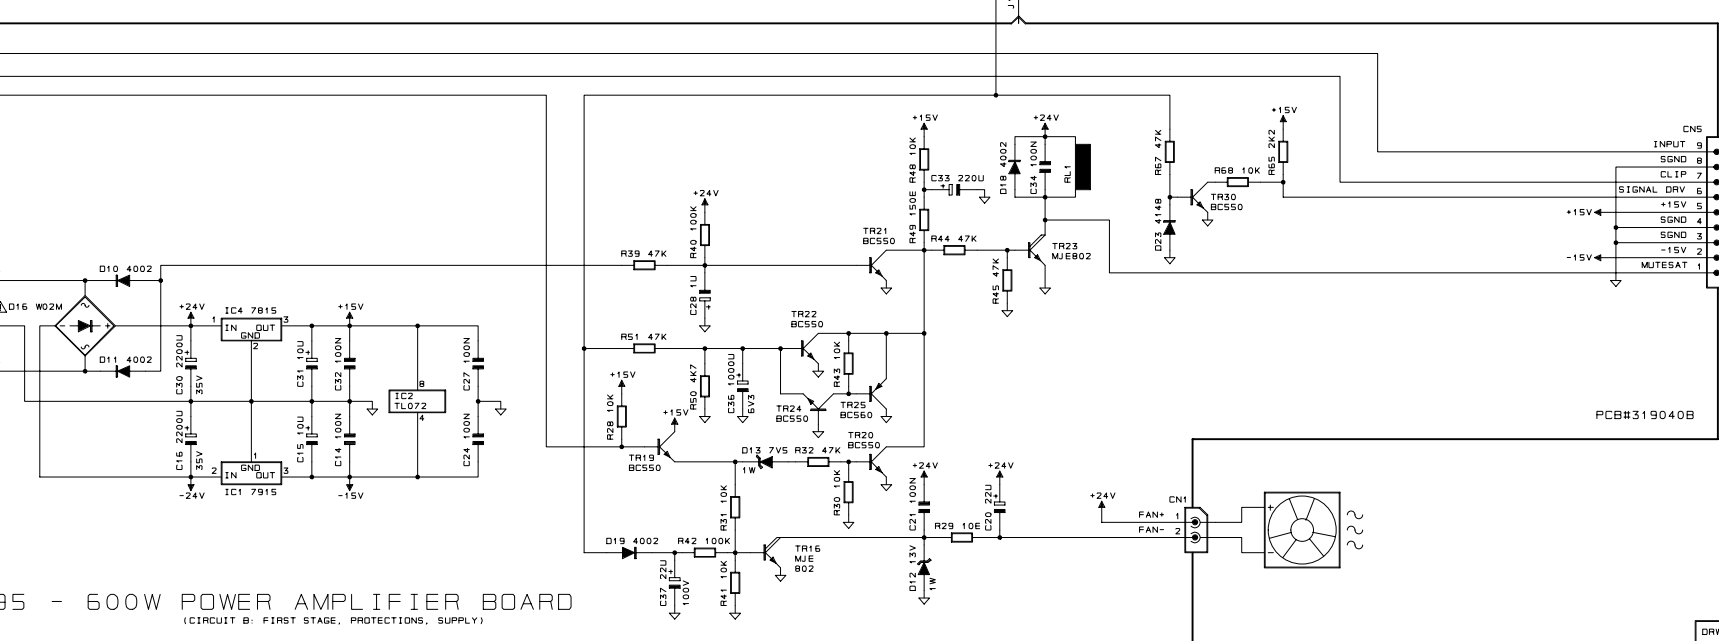 +15V
R48 10K
C33 220U
R49 150E
+24V
D18 4002
C34 100N
RL1
R67 47K
D23 4148
TR30
BC550
R68 10K
+15V
R65 2K2
CN5
INPUT 9
SGND 8
CLIP 7
SIGNAL DRV 6
+15V 5
SGND 4
SGND 3
-15V 2
MUTESAT 1
+15V
-15V
+24V
R40 100K
R39 47K
C28 1U
TR21
BC550
R44 47K
R45 47K
TR23
MJE802
D10 4002
D16 W02M
D11 4002
+24V
IC4 7815
1 IN OUT 3
GND
2
C30 2200U
35V
C31 10U
+15V
C32 100N
C27 100N
8
IC2
TL072
4
C16 2200U
35V
C15 10U
C14 100N
C24 100N
1
GND
2 IN OUT 3
IC1 7915
-24V
-15V
R51 47K
TR22
BC550
+15V
R28 10K
+15V
R50 4K7
C36 1000U
6V3
R43 10K
TR24
BC550
TR25
BC560
TR19
BC550
D13 7V5
1W
R32 47K
TR20
BC550
R31 10K
R30 10K
+24V
C21 100N
+24V
C20 22U
R29 10E
D19 4002
R42 100K
TR16
MJE
802
C37 22U
100V
R41 10K
D12 13V
1W
+24V
CN1
FAN+ 1
FAN- 2
PCB#319040B
95 - 600W POWER AMPLIFIER BOARD
(CIRCUIT B: FIRST STAGE, PROTECTIONS, SUPPLY)